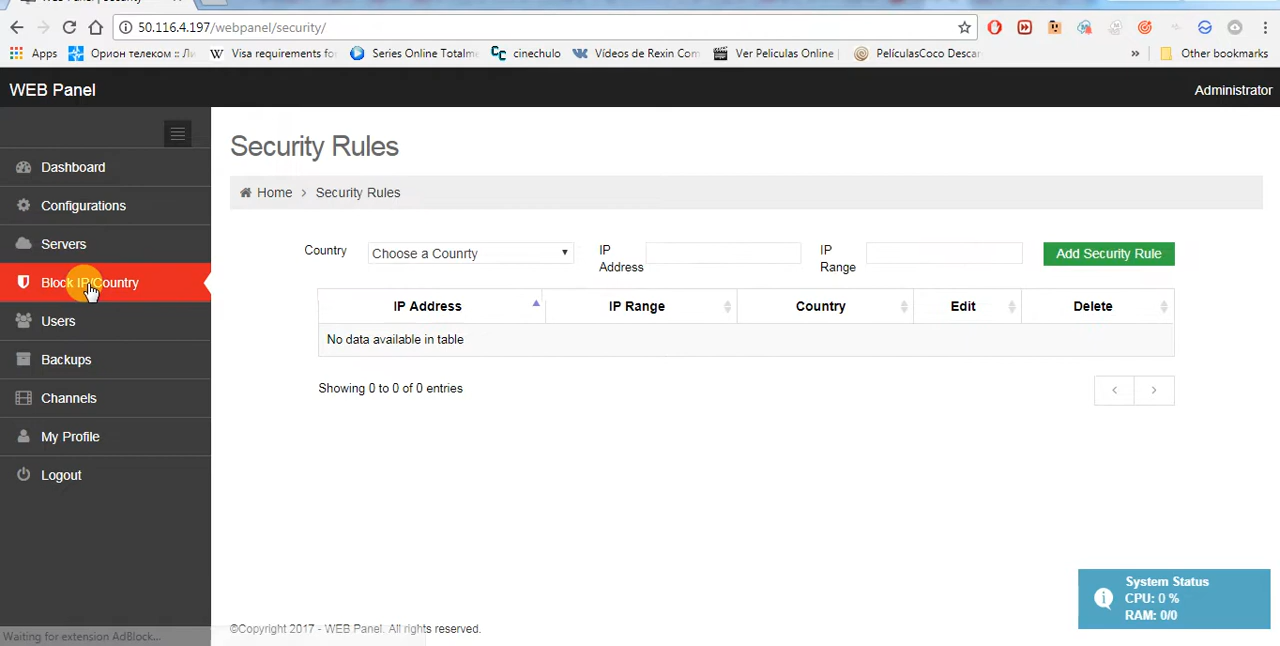 50.116.4.197/webpanel/security/
Apps
Орион телеком :: Ли
Visa requirements fo
Series Online Totalme
cinechulo
Vídeos de Rexin Com
Ver Peliculas Online
PelículasCoco Descar
» Other bookmarks
WEB Panel
Administrator
Dashboard
Configurations
Servers
Block IP/Country
Users
Backups
Channels
My Profile
Logout
Security Rules
Home > Security Rules
Country
Choose a Counrty
IP Address
IP Range
Add Security Rule
IP Address IP Range Country Edit Delete
No data available in table
Showing 0 to 0 of 0 entries
< >
System Status
CPU: 0 %
RAM: 0/0
©Copyright 2017 - WEB Panel. All rights reserved.
Waiting for extension AdBlock...